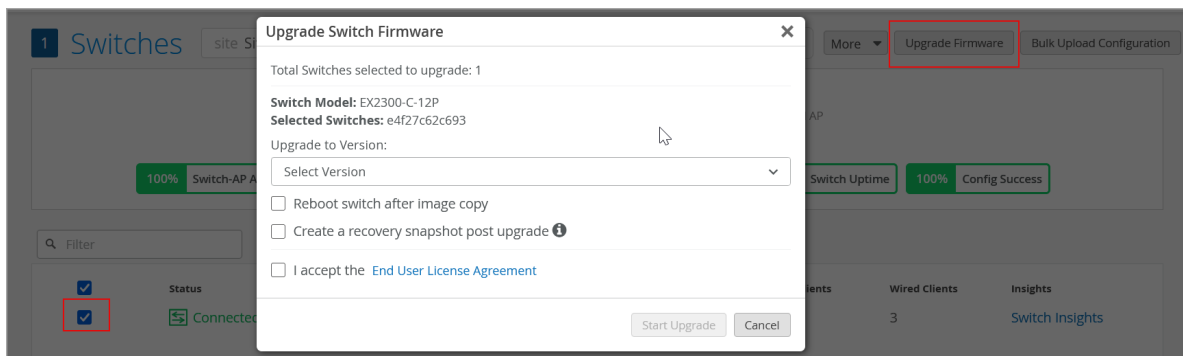 1 Switches site Si
More Upgrade Firmware Bulk Upload Configuration
Upgrade Switch Firmware
Total Switches selected to upgrade: 1
Switch Model: EX2300-C-12P
Selected Switches: e4f27c62c693
Upgrade to Version:
Select Version
Reboot switch after image copy
Create a recovery snapshot post upgrade
I accept the End User License Agreement
Start Upgrade Cancel
AP
100% Switch-AP A
Switch Uptime 100% Config Success
Filter
Status ients Wired Clients Insights
Connected 3 Switch Insights